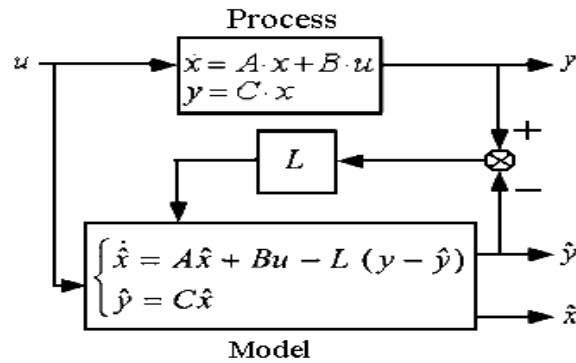 Process
u
ẋ = A·x + B·u
y = C·x
y
+
L
−
x̂̇ = Ax̂ + Bu − L (y − ŷ)
ŷ = Cx̂
ŷ
x̂
Model